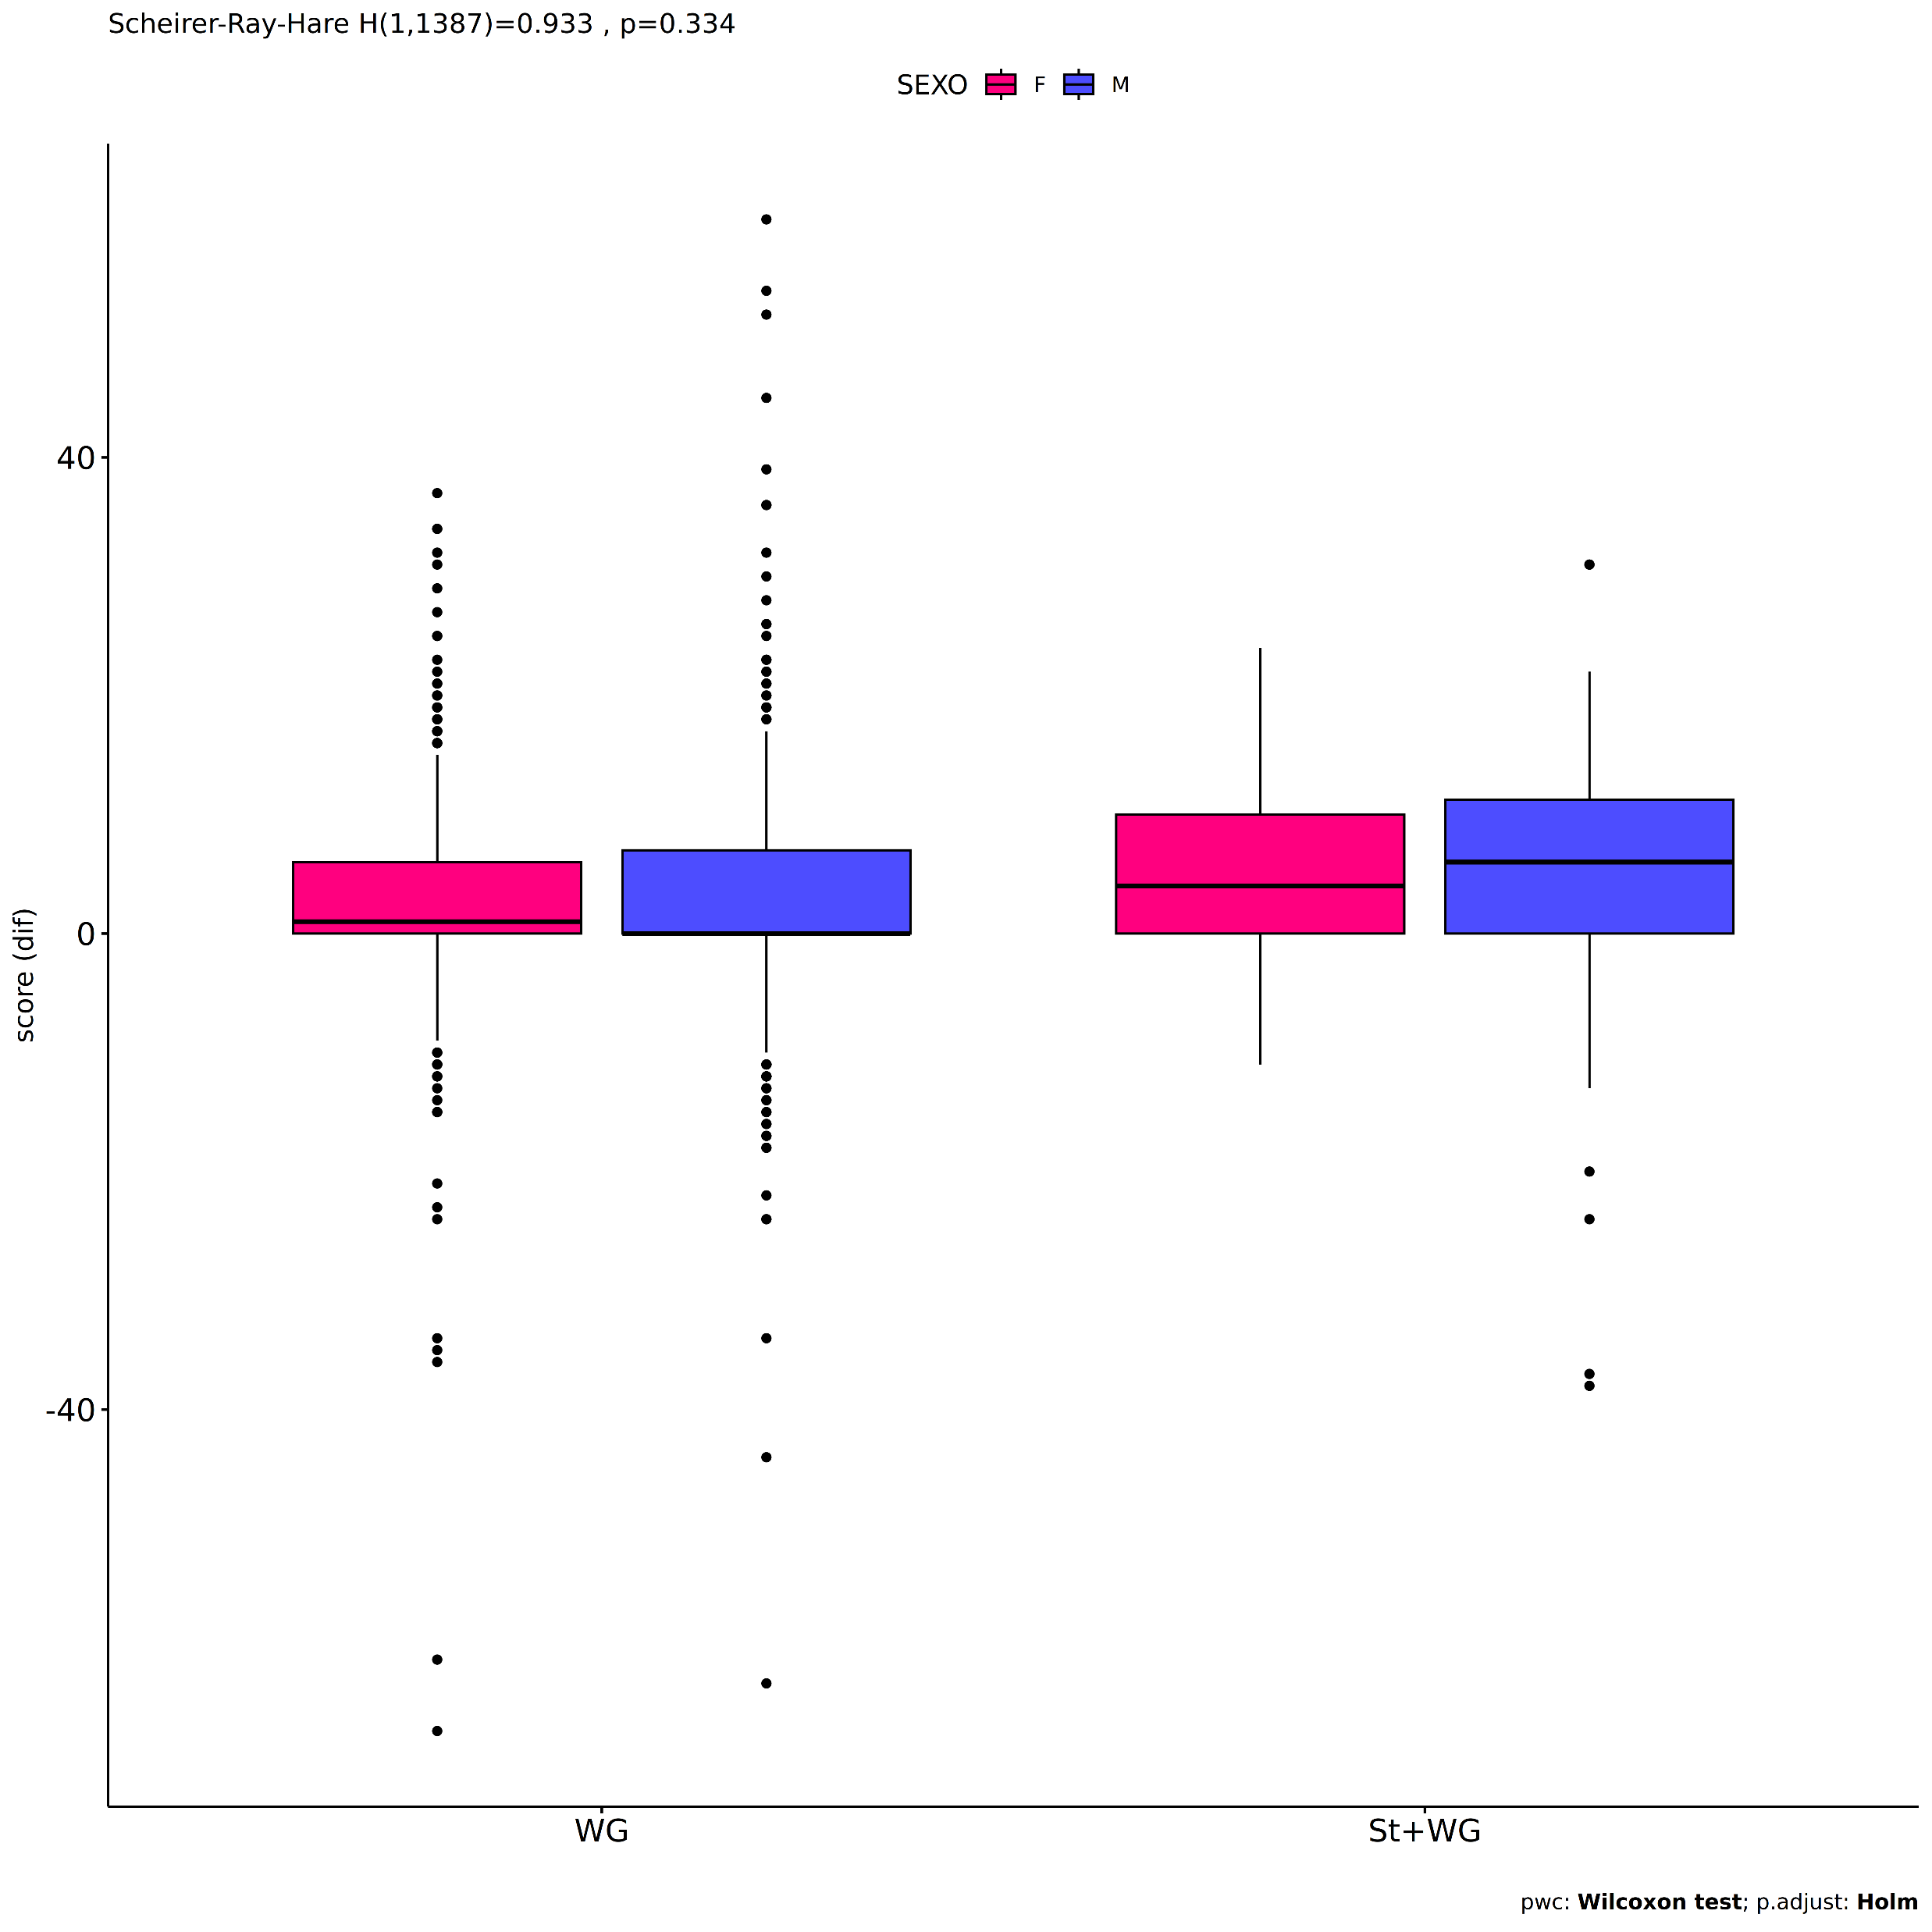 Scheirer-Ray-Hare H(1,1387)=0.933 , p=0.334
SEXO F M
40
0
-40
score (dif)
WG St+WG
pwc: Wilcoxon test; p.adjust: Holm